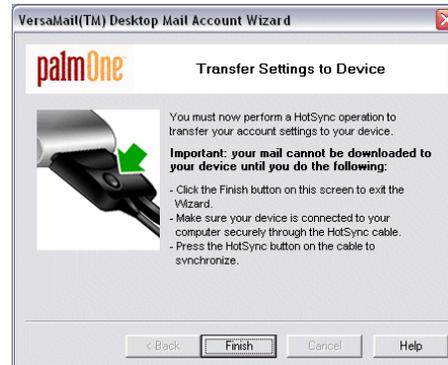 VersaMail(TM) Desktop Mail Account Wizard
palmOne
Transfer Settings to Device
You must now perform a HotSync operation to
transfer your account settings to your device.
Important: your mail cannot be downloaded to
your device until you do the following:
- Click the Finish button on this screen to exit the
Wizard.
- Make sure your device is connected to your
computer securely through the HotSync cable.
- Press the HotSync button on the cable to
synchronize.
< Back
Finish
Cancel
Help